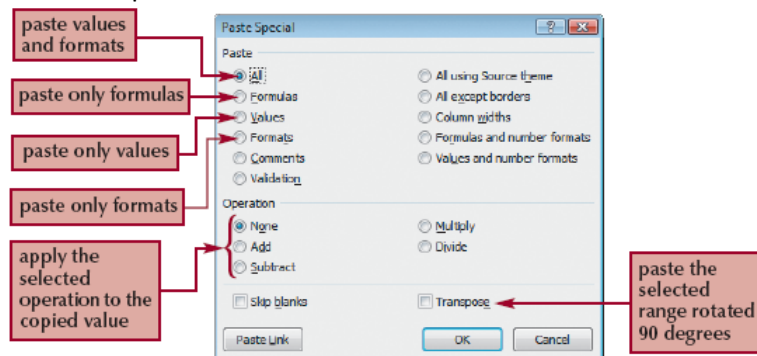 paste values
and formats
paste only formulas
paste only values
paste only formats
apply the
selected
operation to the
copied value
Paste Special
Paste
All
Formulas
Values
Formats
Comments
Validation
All using Source theme
All except borders
Column widths
Formulas and number formats
Values and number formats
Operation
None
Add
Subtract
Multiply
Divide
Skip blanks
Transpose
Paste Link
OK
Cancel
paste the
selected
range rotated
90 degrees